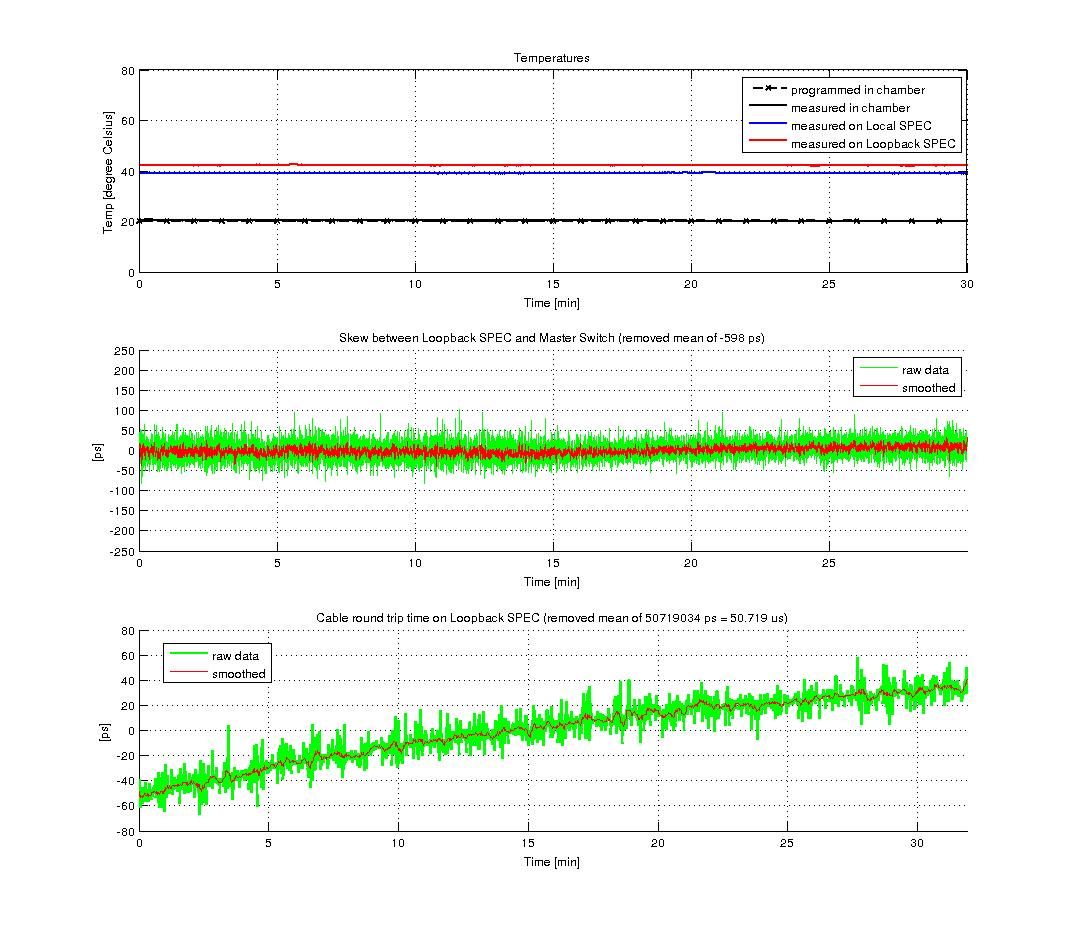 Temperatures
80
60
40
20
0
Temp [degree Celsius]
programmed in chamber
measured in chamber
measured on Local SPEC
measured on Loopback SPEC
0 5 10 15 20 25 30
Time [min]
Skew between Loopback SPEC and Master Switch (removed mean of -598 ps)
250
200
150
100
50
0
-50
-100
-150
-200
-250
[ps]
raw data
smoothed
0 5 10 15 20 25
Time [min]
Cable round trip time on Loopback SPEC (removed mean of 50719034 ps = 50.719 us)
80
60
40
20
0
-20
-40
-60
-80
[ps]
raw data
smoothed
0 5 10 15 20 25 30
Time [min]